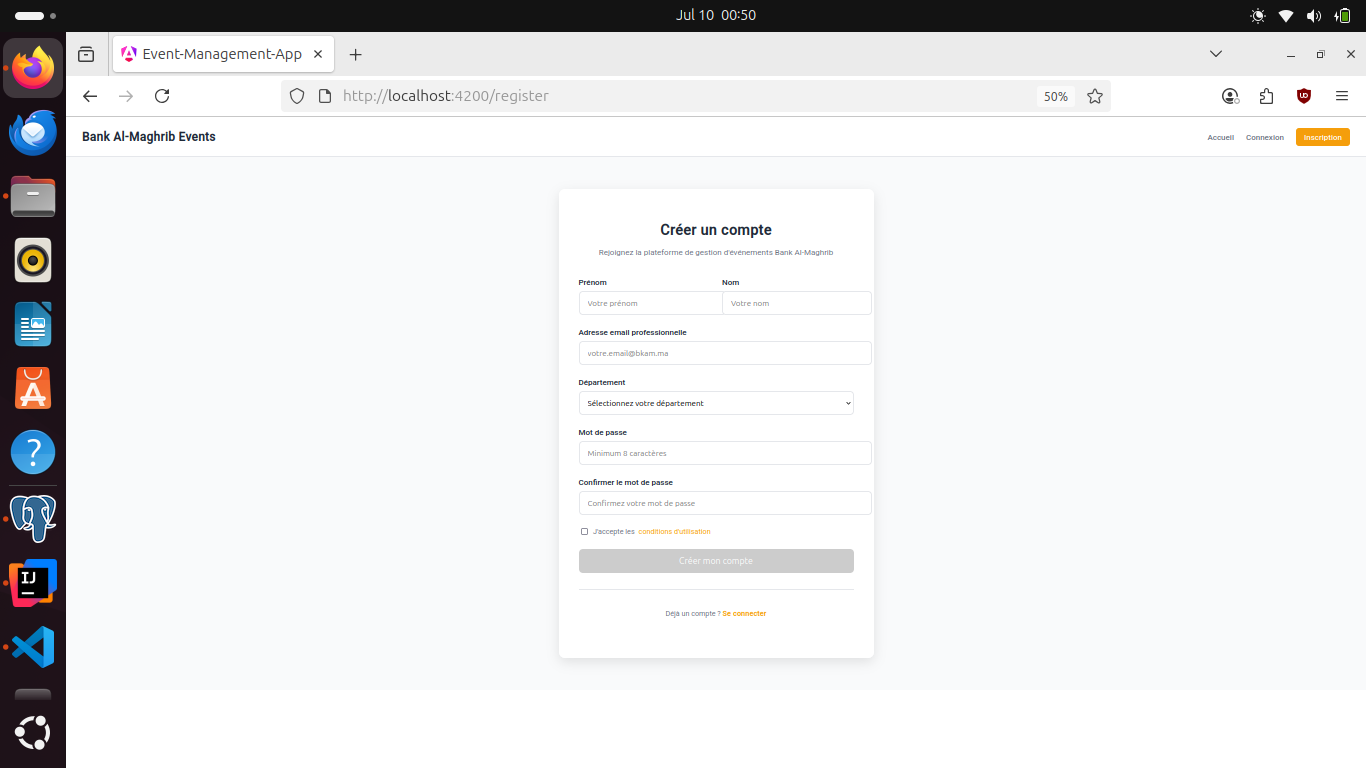 Jul 10 00:50
Event-Management-App
http://localhost:4200/register
50%
Bank Al-Maghrib Events
Accueil
Connexion
Inscription
Créer un compte
Rejoignez la plateforme de gestion d'événements Bank Al-Maghrib
Prénom
Nom
Votre prénom
Votre nom
Adresse email professionnelle
votre.email@bkam.ma
Département
Sélectionnez votre département
Mot de passe
Minimum 8 caractères
Confirmer le mot de passe
Confirmez votre mot de passe
J'accepte les conditions d'utilisation
Créer mon compte
Déjà un compte ? Se connecter
A
?
IJ